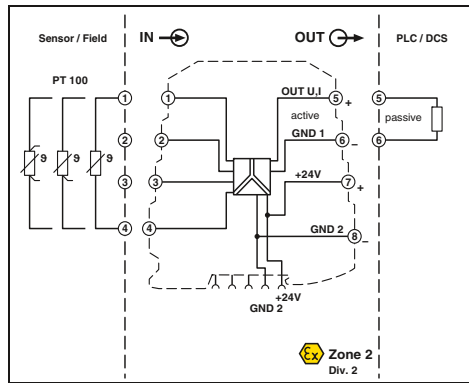 Sensor / Field
IN
OUT
PLC / DCS
PT 100
ϑ ϑ ϑ
1
2
3
4
1
2
3
4
OUT U,I
5
+
active
GND 1
6
–
+24V
7
+
GND 2
8
–
5
passive
6
+24V
GND 2
Ex Zone 2
Div. 2